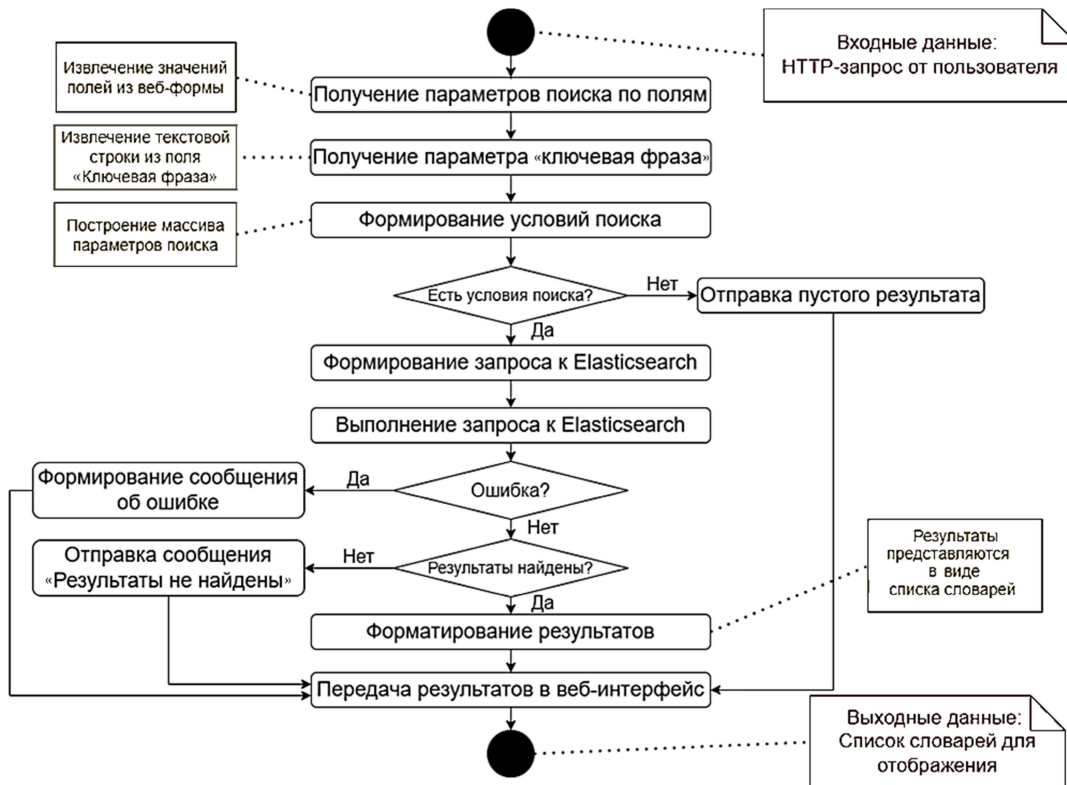 Входные данные:
HTTP-запрос от пользователя
Извлечение значений
полей из веб-формы
Получение параметров поиска по полям
Извлечение текстовой
строки из поля
«Ключевая фраза»
Получение параметра «ключевая фраза»
Построение массива
параметров поиска
Формирование условий поиска
Есть условия поиска?
Нет
Отправка пустого результата
Да
Формирование запроса к Elasticsearch
Выполнение запроса к Elasticsearch
Формирование сообщения
об ошибке
Да
Ошибка?
Нет
Отправка сообщения
«Результаты не найдены»
Нет
Результаты найдены?
Да
Результаты
представляются
в виде
списка словарей
Форматирование результатов
Передача результатов в веб-интерфейс
Выходные данные:
Список словарей для
отображения